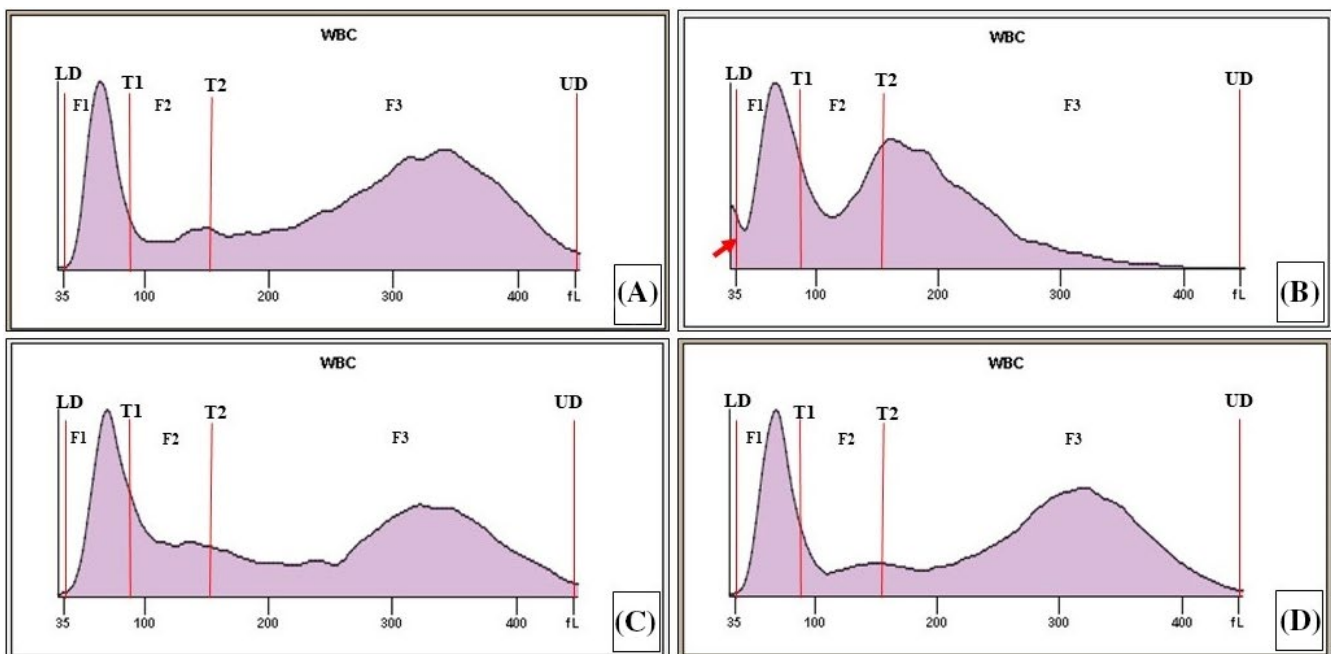 WBC
LD F1 T1 F2 T2 F3 UD
35 100 200 300 400 fL
(A)
WBC
LD F1 T1 F2 T2 F3 UD
35 100 200 300 400 fL
(B)
WBC
LD F1 T1 F2 T2 F3 UD
35 100 200 300 400 fL
(C)
WBC
LD F1 T1 F2 T2 F3 UD
35 100 200 300 400 fL
(D)